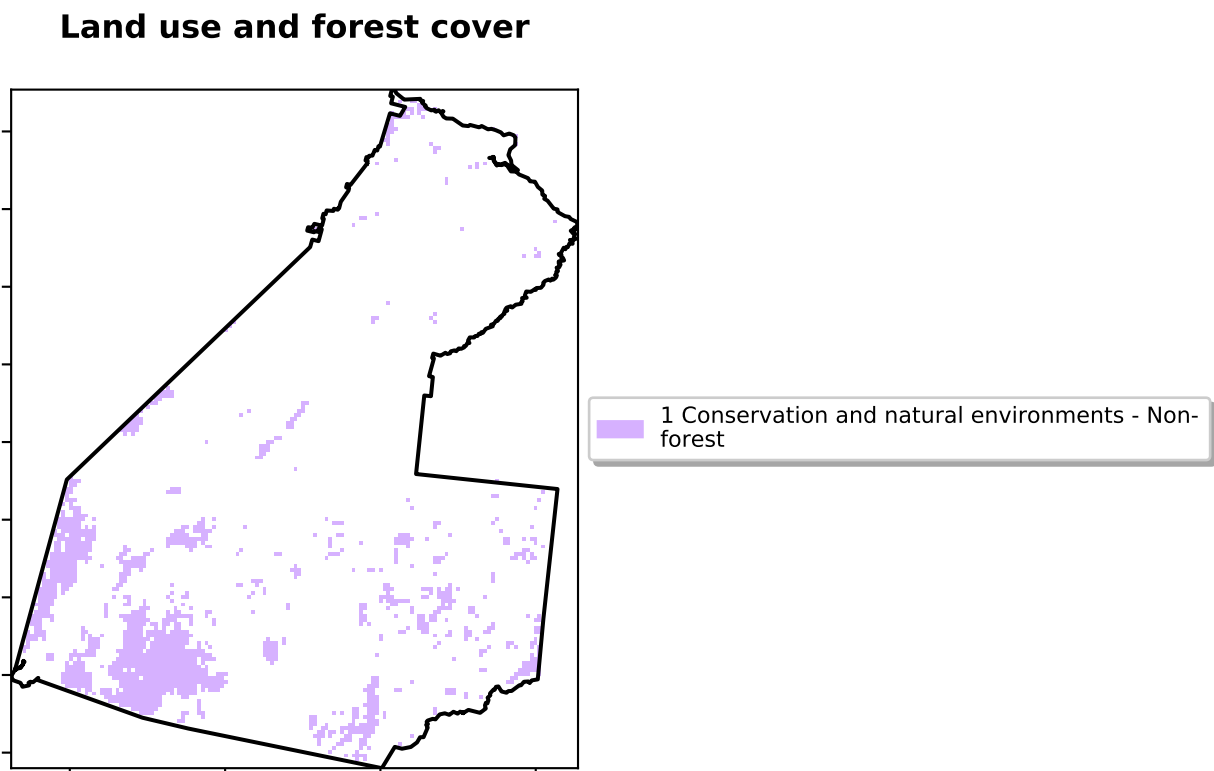 Land use and forest cover
1 Conservation and natural environments - Non-
forest